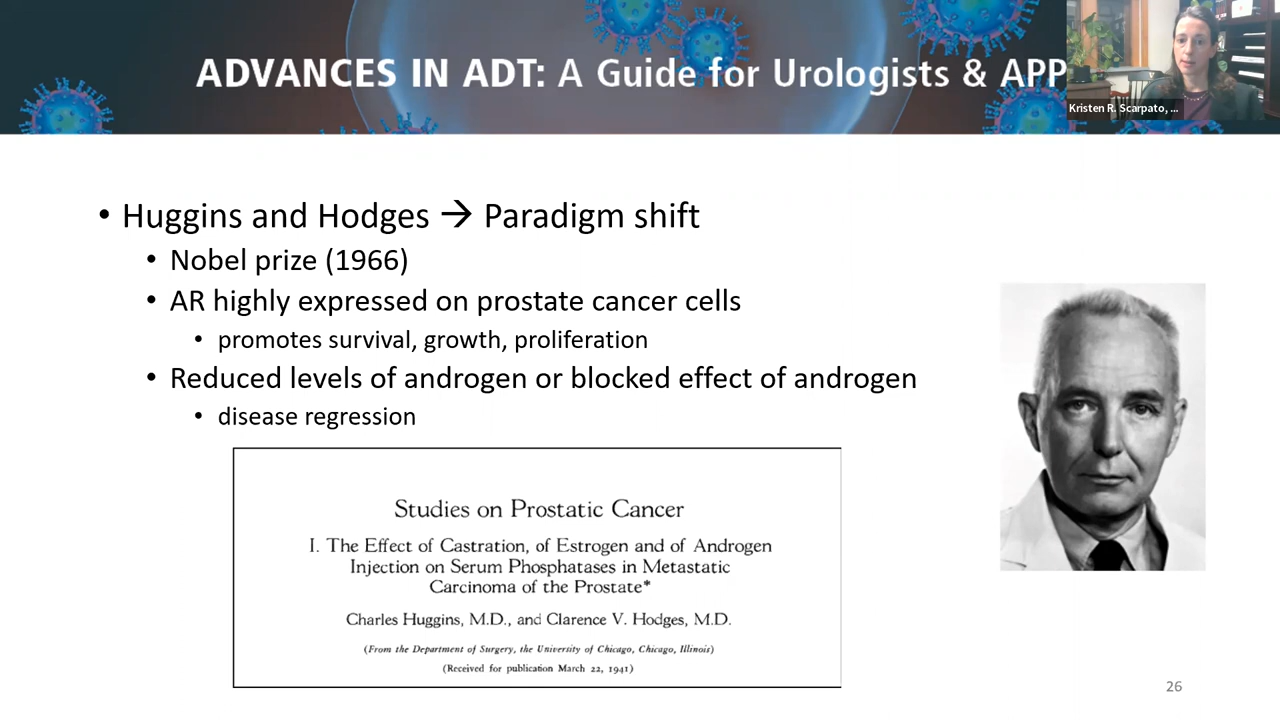 ADVANCES IN ADT: A Guide for Urologists & APP
Kristen R. Scarpato, ...
• Huggins and Hodges → Paradigm shift
• Nobel prize (1966)
• AR highly expressed on prostate cancer cells
• promotes survival, growth, proliferation
• Reduced levels of androgen or blocked effect of androgen
• disease regression
Studies on Prostatic Cancer
I. The Effect of Castration, of Estrogen and of Androgen
Injection on Serum Phosphatases in Metastatic
Carcinoma of the Prostate*
Charles Huggins, M.D., and Clarence V. Hodges, M.D.
(From the Department of Surgery, the University of Chicago, Chicago, Illinois)
(Received for publication March 22, 1941)
26